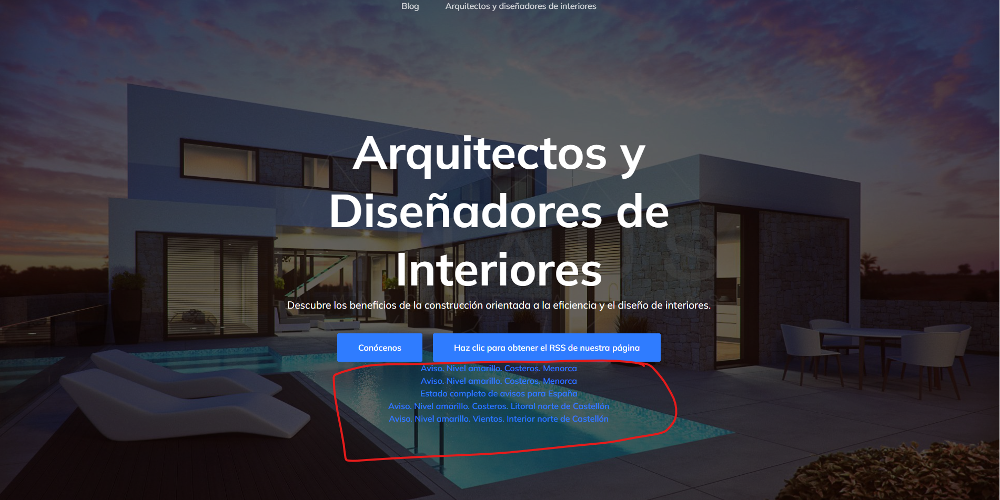 Blog Arquitectos y diseñadores de interiores
Arquitectos y
Diseñadores de
Interiores
Descubre los beneficios de la construcción orientada a la eficiencia y el diseño de interiores.
Conócenos Haz clic para obtener el RSS de nuestra página
Aviso. Nivel amarillo. Costeros. Menorca
Aviso. Nivel amarillo. Costeros. Menorca
Estado completo de avisos para España
Aviso. Nivel amarillo. Costeros. Litoral norte de Castellón
Aviso. Nivel amarillo. Vientos. Interior norte de Castellón